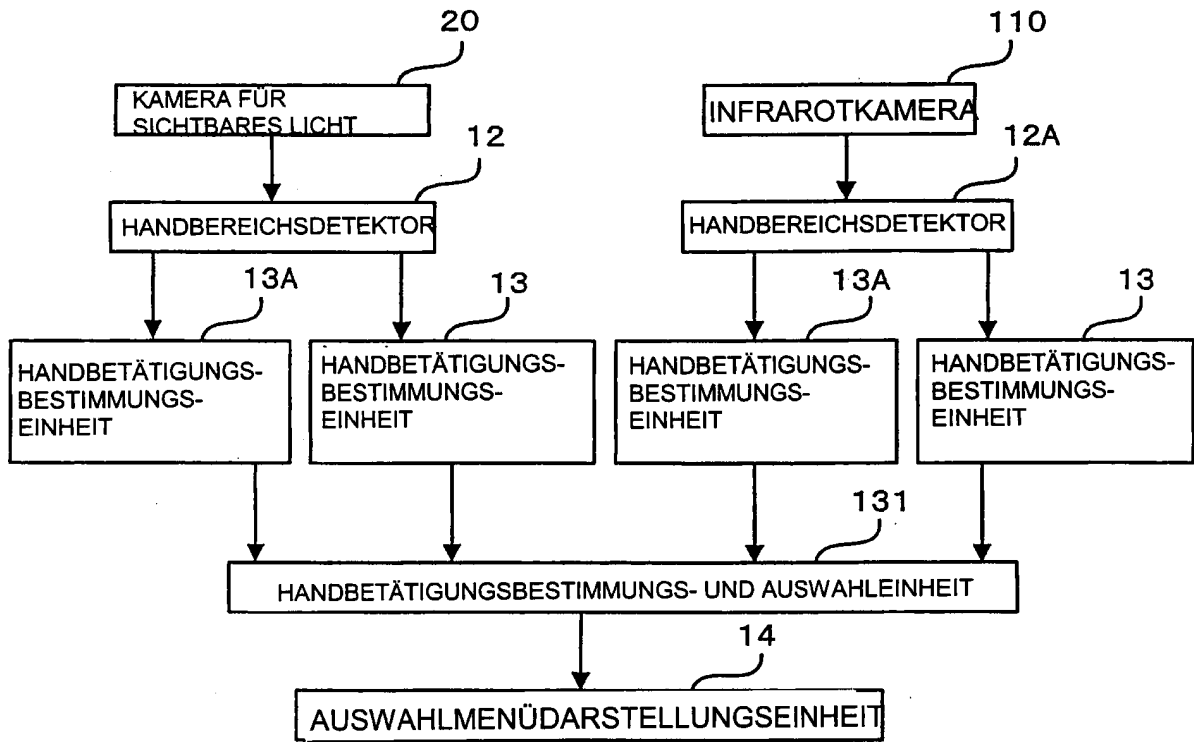 20
110
KAMERA FÜR
SICHTBARES LICHT
INFRAROTKAMERA
12
12A
HANDBEREICHSDETEKTOR
HANDBEREICHSDETEKTOR
13A
13
13A
13
HANDBETÄTIGUNGS-
BESTIMMUNGS-
EINHEIT
HANDBETÄTIGUNGS-
BESTIMMUNGS-
EINHEIT
HANDBETÄTIGUNGS-
BESTIMMUNGS-
EINHEIT
HANDBETÄTIGUNGS-
BESTIMMUNGS-
EINHEIT
131
HANDBETÄTIGUNGSBESTIMMUNGS- UND AUSWAHLEINHEIT
14
AUSWAHLMENÜDARSTELLUNGSEINHEIT